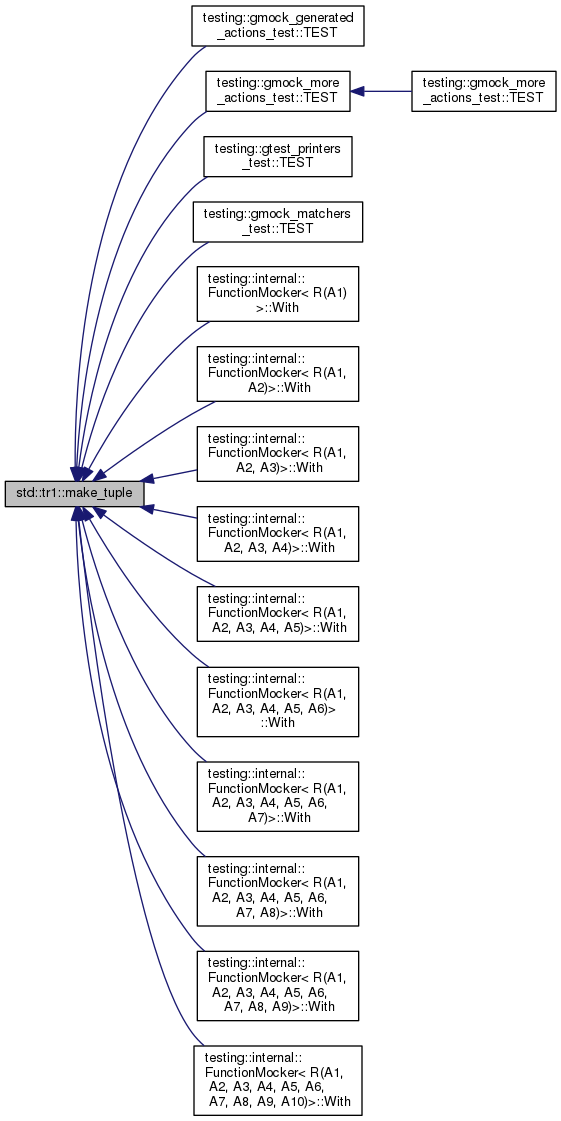 testing::gmock_generated
_actions_test::TEST
testing::gmock_more
_actions_test::TEST
testing::gmock_more
_actions_test::TEST
testing::gtest_printers
_test::TEST
testing::gmock_matchers
_test::TEST
testing::internal::
FunctionMocker< R(A1)
>::With
testing::internal::
FunctionMocker< R(A1,
A2)>::With
testing::internal::
FunctionMocker< R(A1,
A2, A3)>::With
std::tr1::make_tuple
testing::internal::
FunctionMocker< R(A1,
A2, A3, A4)>::With
testing::internal::
FunctionMocker< R(A1,
A2, A3, A4, A5)>::With
testing::internal::
FunctionMocker< R(A1,
A2, A3, A4, A5, A6)>
::With
testing::internal::
FunctionMocker< R(A1,
A2, A3, A4, A5, A6,
A7)>::With
testing::internal::
FunctionMocker< R(A1,
A2, A3, A4, A5, A6,
A7, A8)>::With
testing::internal::
FunctionMocker< R(A1,
A2, A3, A4, A5, A6,
A7, A8, A9)>::With
testing::internal::
FunctionMocker< R(A1,
A2, A3, A4, A5, A6,
A7, A8, A9, A10)>::With